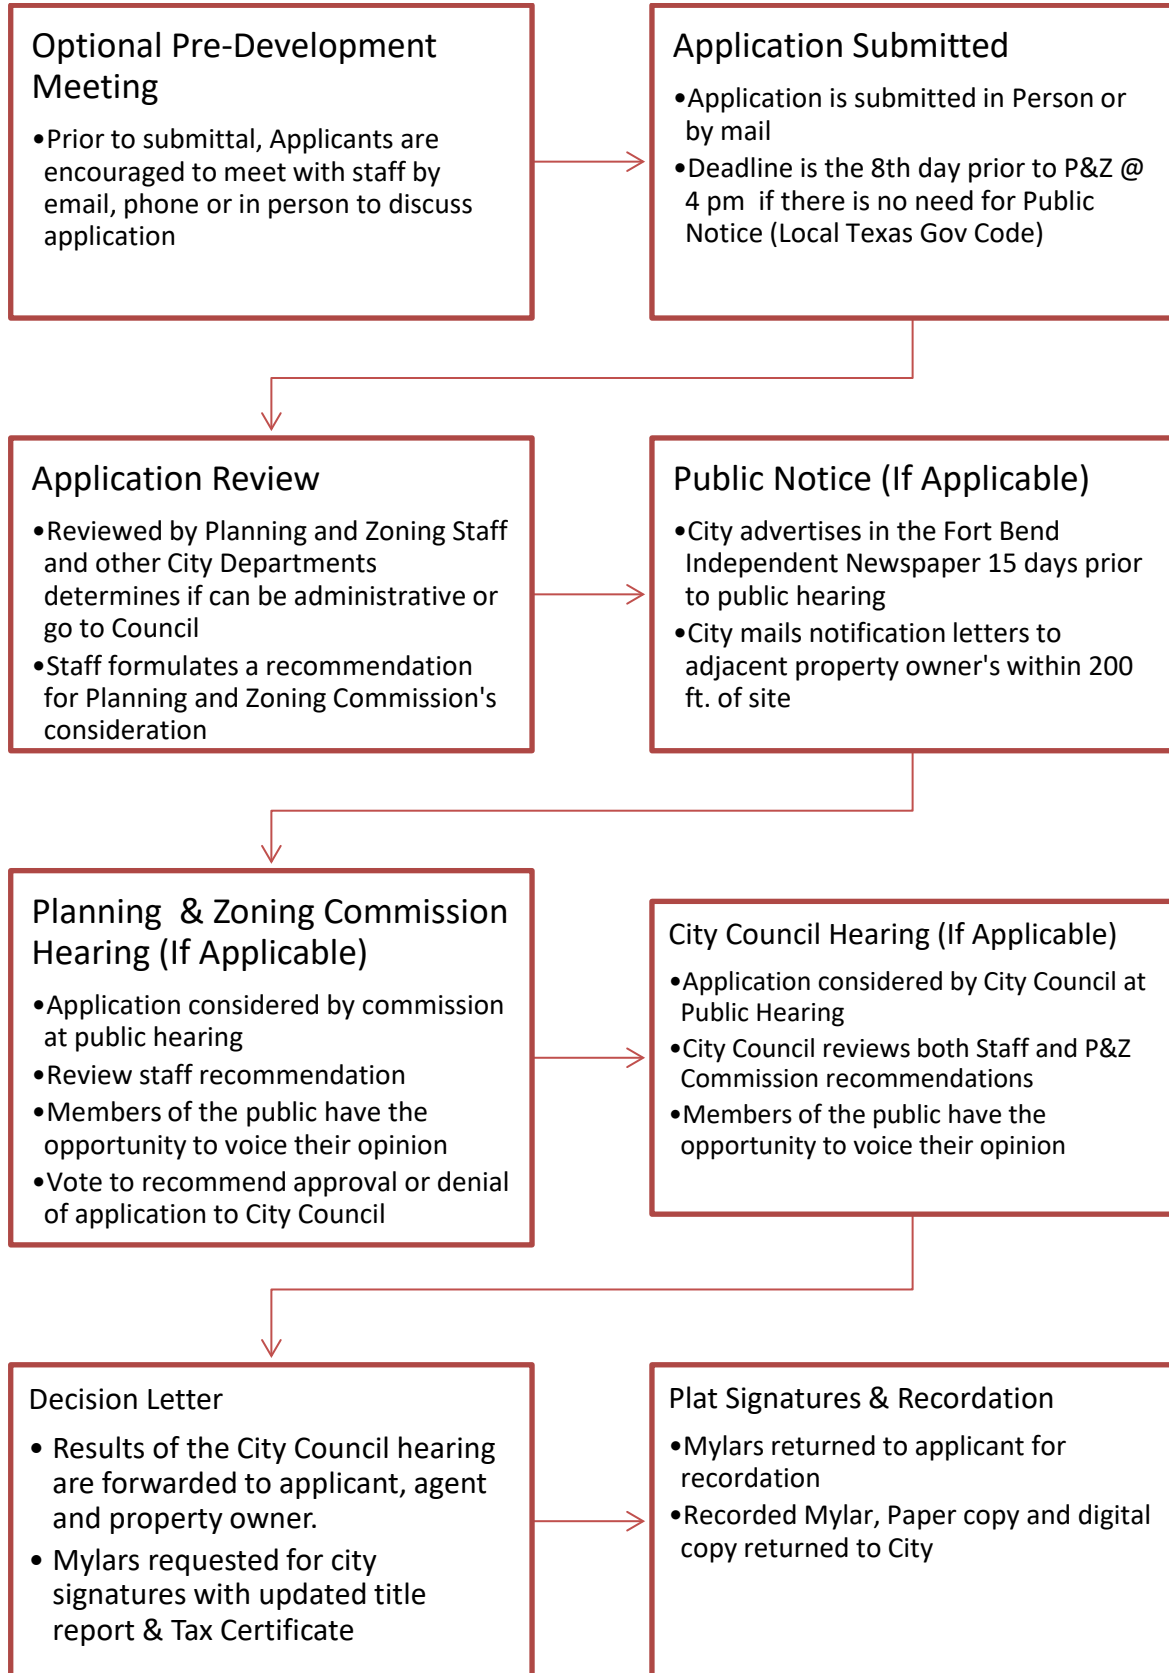 Optional Pre-Development
Meeting
•Prior to submittal, Applicants are
encouraged to meet with staff by
email, phone or in person to discuss
application
Application Submitted
•Application is submitted in Person or
by mail
•Deadline is the 8th day prior to P&Z @
4 pm  if there is no need for Public
Notice (Local Texas Gov Code)
Application Review
•Reviewed by Planning and Zoning Staff
and other City Departments
determines if can be administrative or
go to Council
•Staff formulates a recommendation
for Planning and Zoning Commission's
consideration
Public Notice (If Applicable)
•City advertises in the Fort Bend
Independent Newspaper 15 days prior
to public hearing
•City mails notification letters to
adjacent property owner's within 200
ft. of site
Planning  & Zoning Commission
Hearing (If Applicable)
•Application considered by commission
at public hearing
•Review staff recommendation
•Members of the public have the
opportunity to voice their opinion
•Vote to recommend approval or denial
of application to City Council
City Council Hearing (If Applicable)
•Application considered by City Council at
Public Hearing
•City Council reviews both Staff and P&Z
Commission recommendations
•Members of the public have the
opportunity to voice their opinion
Decision Letter
• Results of the City Council hearing
are forwarded to applicant, agent
and property owner.
• Mylars requested for city
signatures with updated title
report & Tax Certificate
Plat Signatures & Recordation
•Mylars returned to applicant for
recordation
•Recorded Mylar, Paper copy and digital
copy returned to City